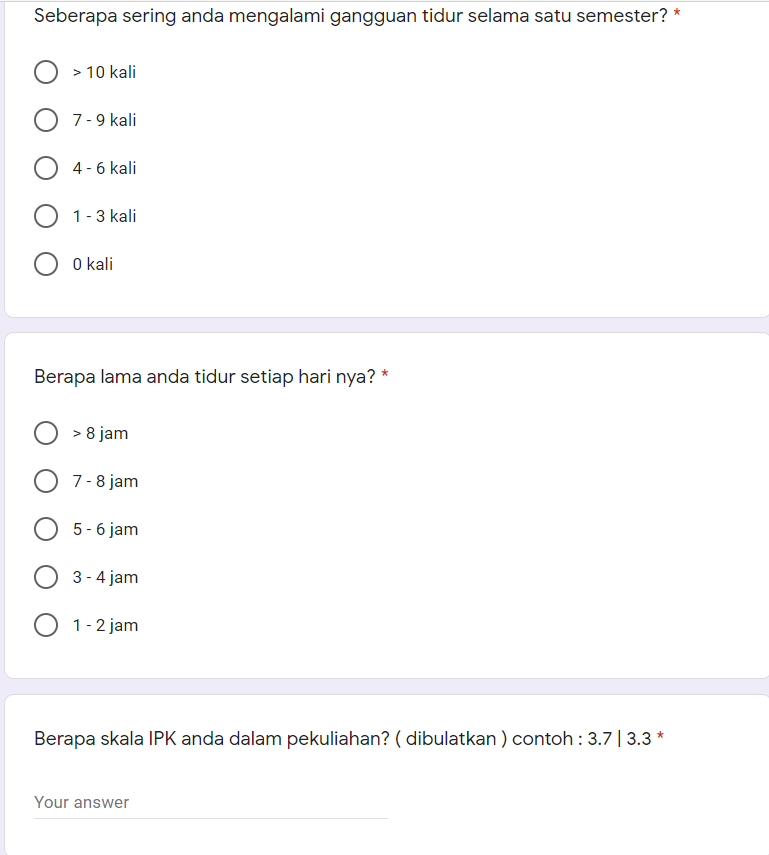 Seberapa sering anda mengalami gangguan tidur selama satu semester? *
> 10 kali
7 - 9 kali
4 - 6 kali
1 - 3 kali
0 kali
Berapa lama anda tidur setiap hari nya? *
> 8 jam
7 - 8 jam
5 - 6 jam
3 - 4 jam
1 - 2 jam
Berapa skala IPK anda dalam pekuliahan? ( dibulatkan ) contoh : 3.7 | 3.3 *
Your answer